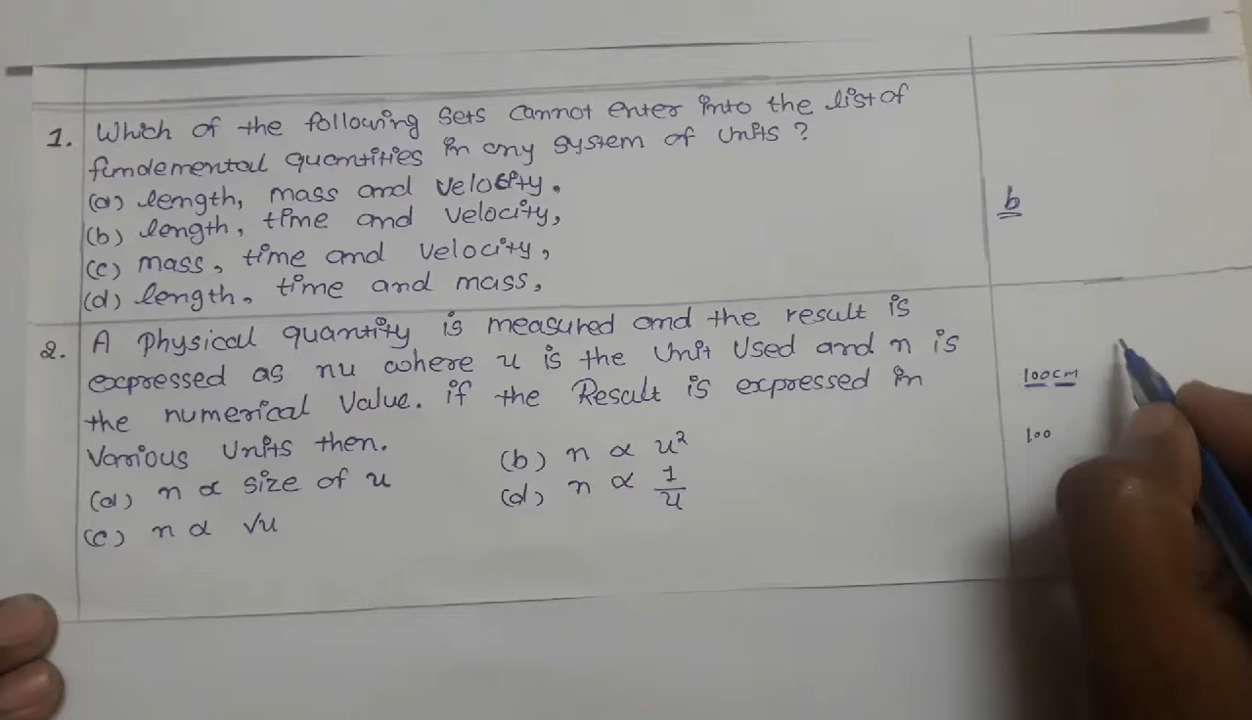 1. Which of the following sets cannot enter into the list of
fundemental quantities in any system of units ?
(a) length, mass and velocity.
(b) length, time and velocity,
(c) mass, time and velocity,
(d) length, time and mass,
b
2. A Physical quantity is measured and the result is
expressed as nu where u is the Unit Used and n is
the numerical Value. if the Result is expressed in
Various Units then.
(a) n ∝ size of u
(b) n ∝ u²
(c) n ∝ √u
(d) n ∝ 1/u
100cm
100